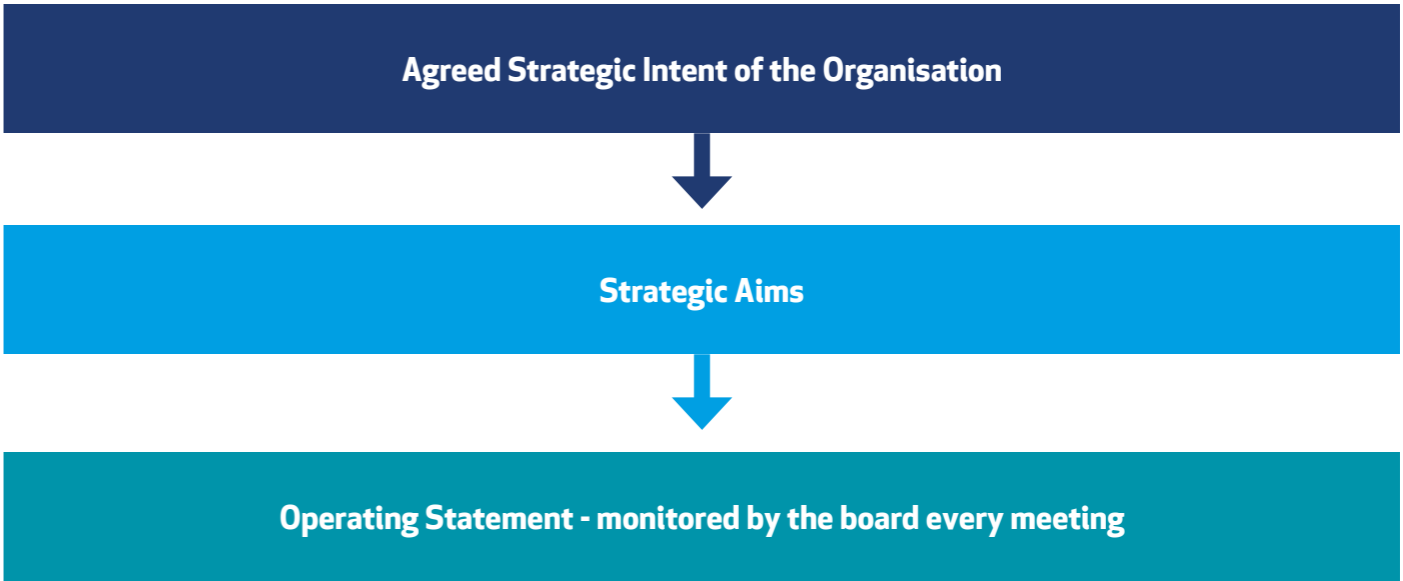 Agreed Strategic Intent of the Organisation
Strategic Aims
Operating Statement - monitored by the board every meeting